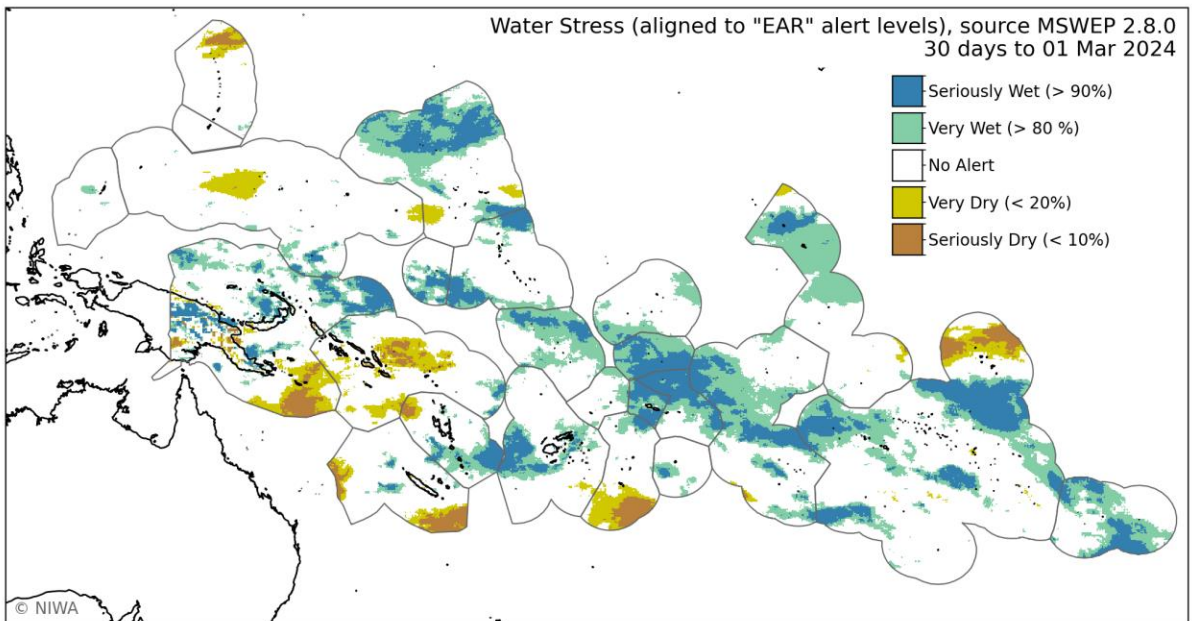 Water Stress (aligned to "EAR" alert levels), source MSWEP 2.8.0
30 days to 01 Mar 2024
Seriously Wet (> 90%)
Very Wet (> 80 %)
No Alert
Very Dry (< 20%)
Seriously Dry (< 10%)
© NIWA